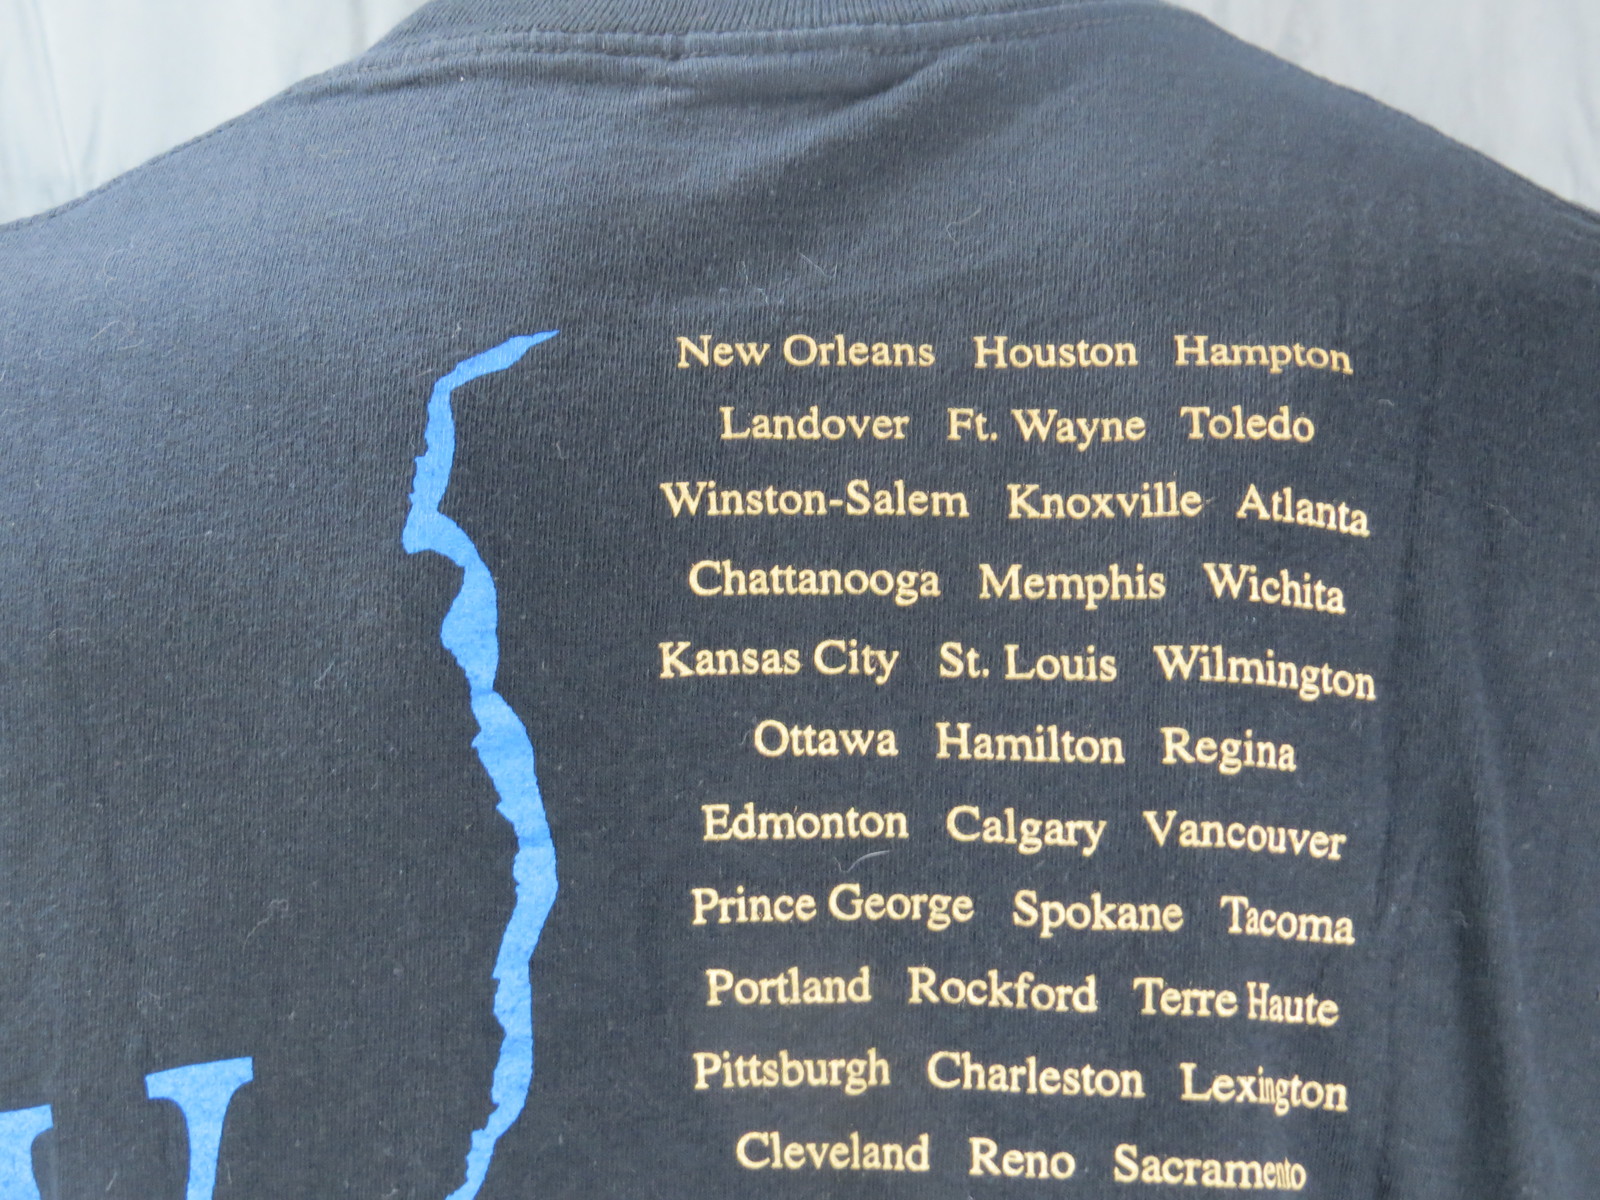 New Orleans Houston Hampton
Landover Ft. Wayne Toledo
Winston-Salem Knoxville Atlanta
Chattanooga Memphis Wichita
Kansas City St. Louis Wilmington
Ottawa Hamilton Regina
Edmonton Calgary Vancouver
Prince George Spokane Tacoma
Portland Rockford Terre Haute
Pittsburgh Charleston Lexington
Cleveland Reno Sacramento